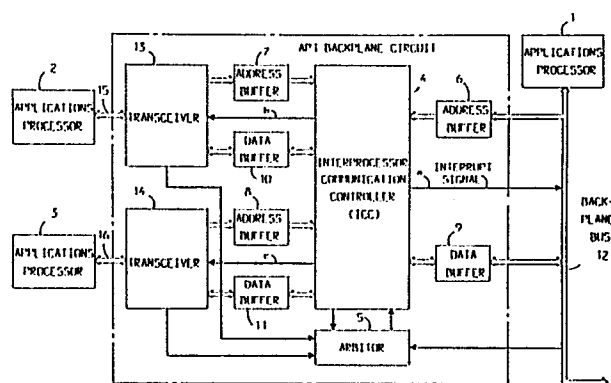 API BACKPLANE CIRCUIT
1
APPLICATIONS
PROCESSOR
2
APPLICATIONS
PROCESSOR
15
13
TRANSCEIVER
7
ADDRESS
BUFFER
DATA
BUFFER
10
4
INTERPROCESSOR
COMMUNICATION
CONTROLLER
(ICC)
6
ADDRESS
BUFFER
INTERRUPT
SIGNAL
9
DATA
BUFFER
BACK-
PLANE
BUS
12
3
APPLICATIONS
PROCESSOR
16
14
TRANSCEIVER
8
ADDRESS
BUFFER
DATA
BUFFER
11
5
ARBITOR